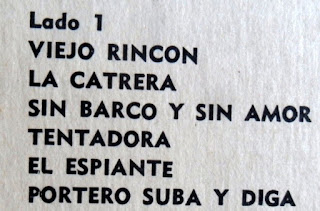 Lado 1
VIEJO RINCON
LA CATRERA
SIN BARCO Y SIN AMOR
TENTADORA
EL ESPIANTE
PORTERO SUBA Y DIGA